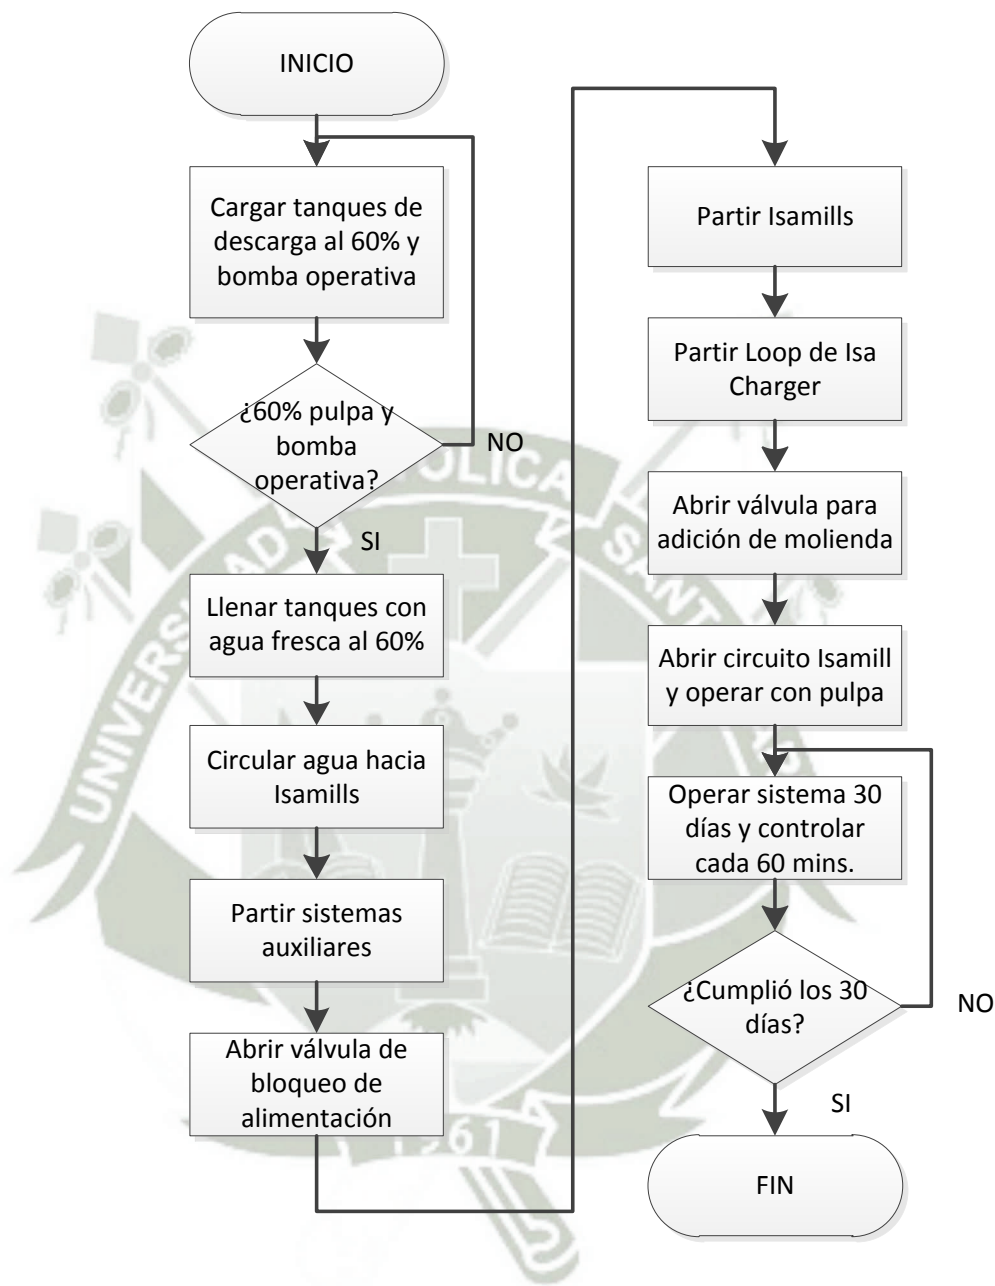 INICIO
Cargar tanques de
descarga al 60% y
bomba operativa
¿60% pulpa y
bomba
operativa?
NO
SI
Llenar tanques con
agua fresca al 60%
Circular agua hacia
Isamills
Partir sistemas
auxiliares
Abrir válvula de
bloqueo de
alimentación
Partir Isamills
Partir Loop de Isa
Charger
Abrir válvula para
adición de molienda
Abrir circuito Isamill
y operar con pulpa
Operar sistema 30
días y controlar
cada 60 mins.
¿Cumplió los 30
días?
NO
SI
FIN
1961